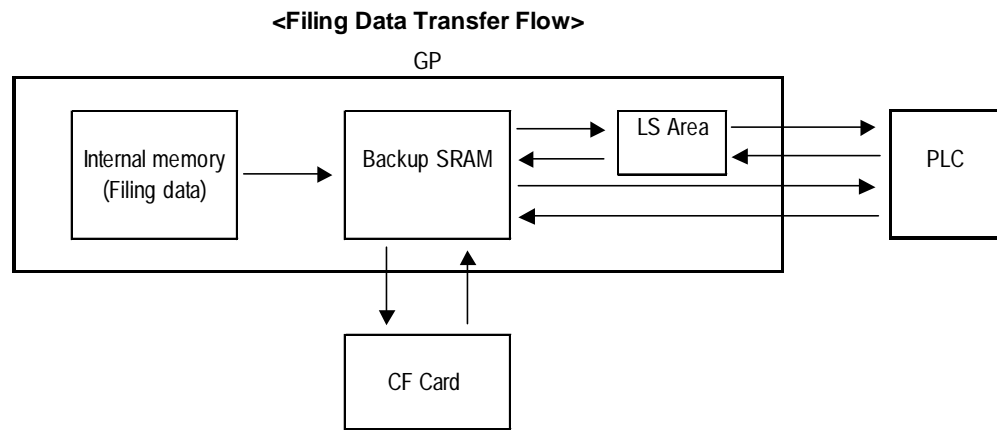 <Filing Data Transfer Flow>
GP
Internal memory
(Filing data)
Backup SRAM
LS Area
PLC
CF Card